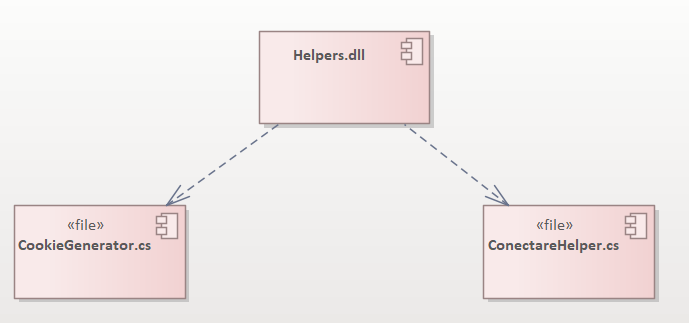 Helpers.dll
«file»
CookieGenerator.cs
«file»
ConectareHelper.cs